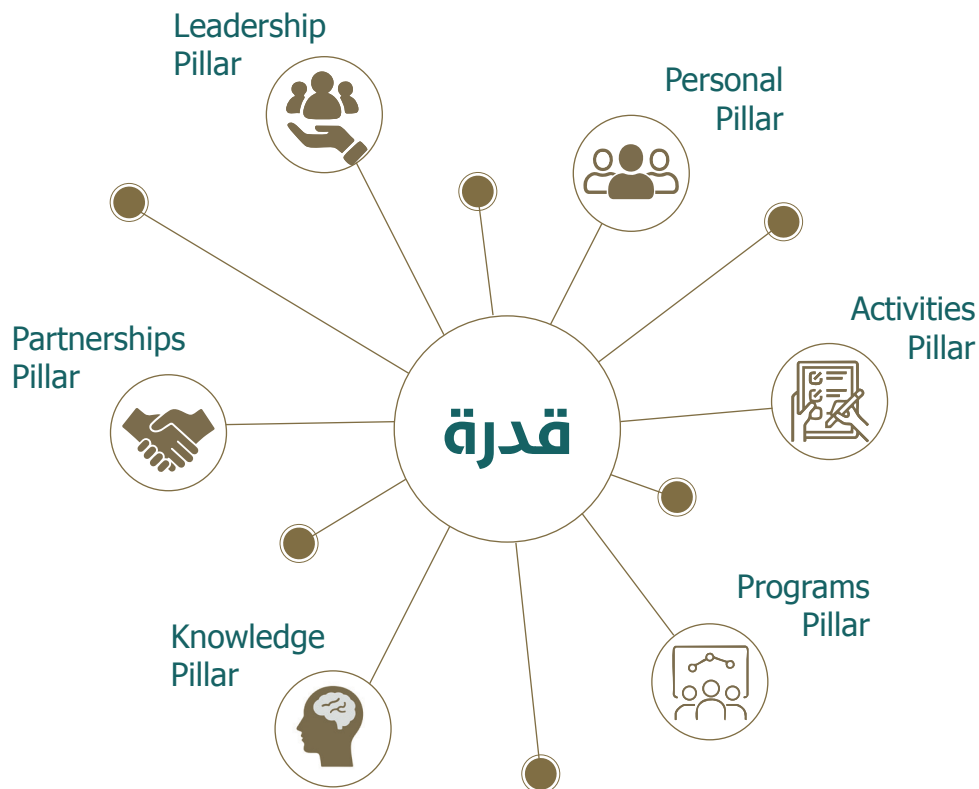 Leadership
Pillar
Personal
Pillar
Activities
Pillar
Partnerships
Pillar
قدرة
Programs
Pillar
Knowledge
Pillar